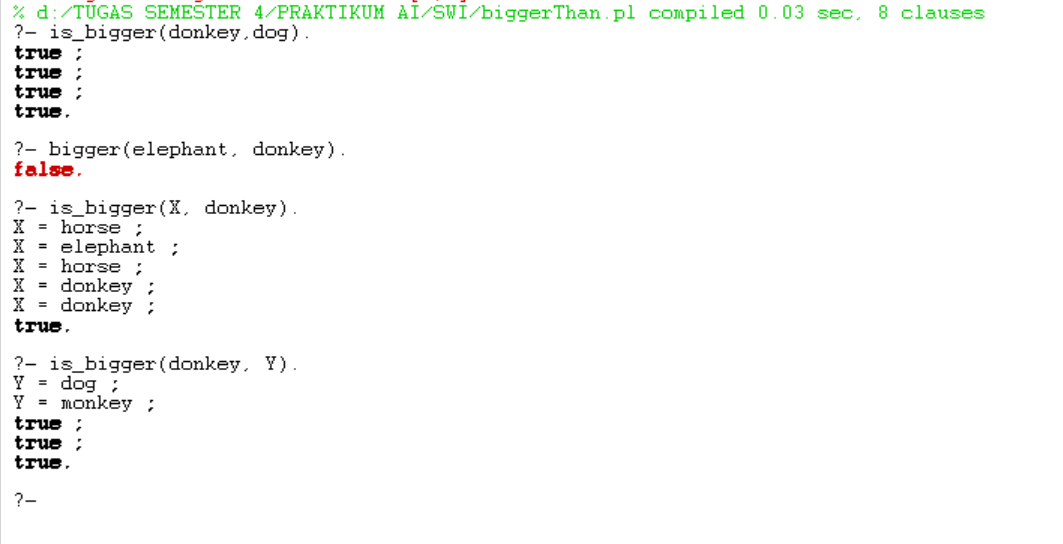 % d:/TUGAS SEMESTER 4/PRAKTIKUM AI/SWI/biggerThan.pl compiled 0.03 sec, 8 clauses
?- is_bigger(donkey,dog).
true ;
true ;
true ;
true.
?- bigger(elephant, donkey).
false.
?- is_bigger(X, donkey).
X = horse ;
X = elephant ;
X = horse ;
X = donkey ;
X = donkey ;
true.
?- is_bigger(donkey, Y).
Y = dog ;
Y = monkey ;
true ;
true ;
true.
?-